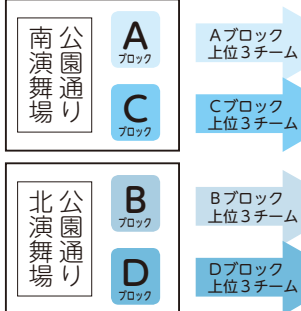 公園通り
南演舞場
A
ブロック
Aブロック
上位3チーム
C
ブロック
Cブロック
上位3チーム
公園通り
北演舞場
B
ブロック
Bブロック
上位3チーム
D
ブロック
Dブロック
上位3チーム